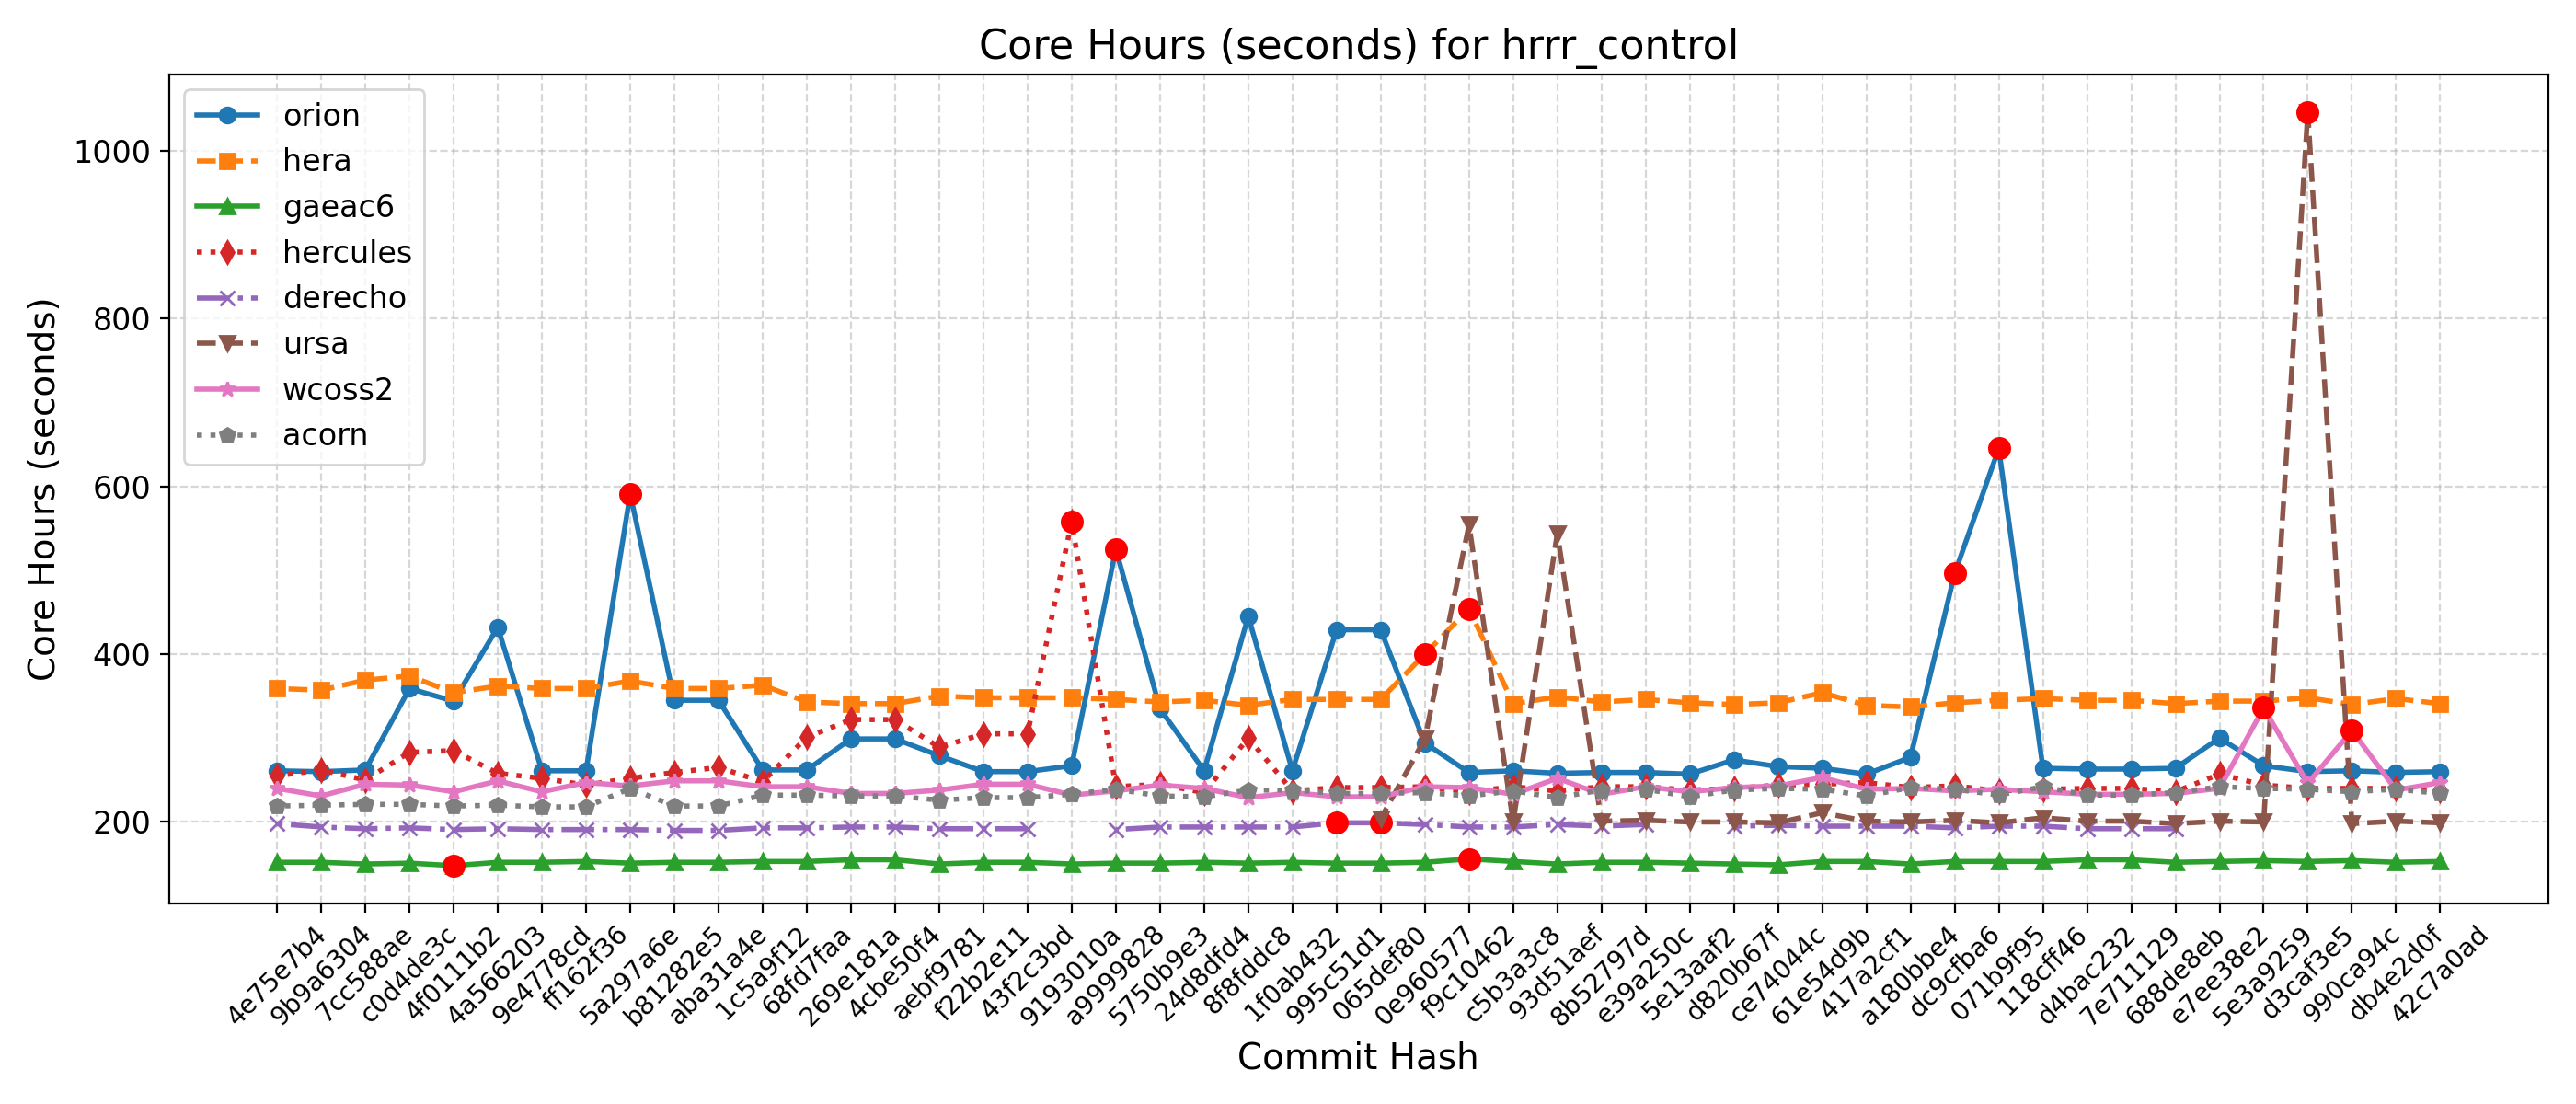 Core Hours (seconds) for hrrr_control
Core Hours (seconds)
1000
800
600
400
200
orion
hera
gaeac6
hercules
derecho
ursa
wcoss2
acorn
4e75e7b4
9b9a6304
7cc588ae
c0d4de3c
4f0111b2
4a566203
9e4778cd
ff162f36
5a297a6e
b81282e5
aba31a4e
1c5a9f12
68fd7faa
269e181a
4cbe50f4
aebf9781
f22b2e11
43f2c3bd
9193010a
a9999828
5750b9e3
24d8dfd4
8f8fddc8
1f0ab432
995c51d1
065def80
0e960577
f9c10462
c5b3a3c8
93d51aef
8b52797d
e39a250c
5e13aaf2
d820b67f
ce74044c
61e54d9b
417a2cf1
a180bbe4
dc9cfba6
071b9f95
118cff46
d4bac232
7e711129
688de8eb
e7ee38e2
5e3a9259
d3caf3e5
990ca94c
db4e2d0f
42c7a0ad
Commit Hash